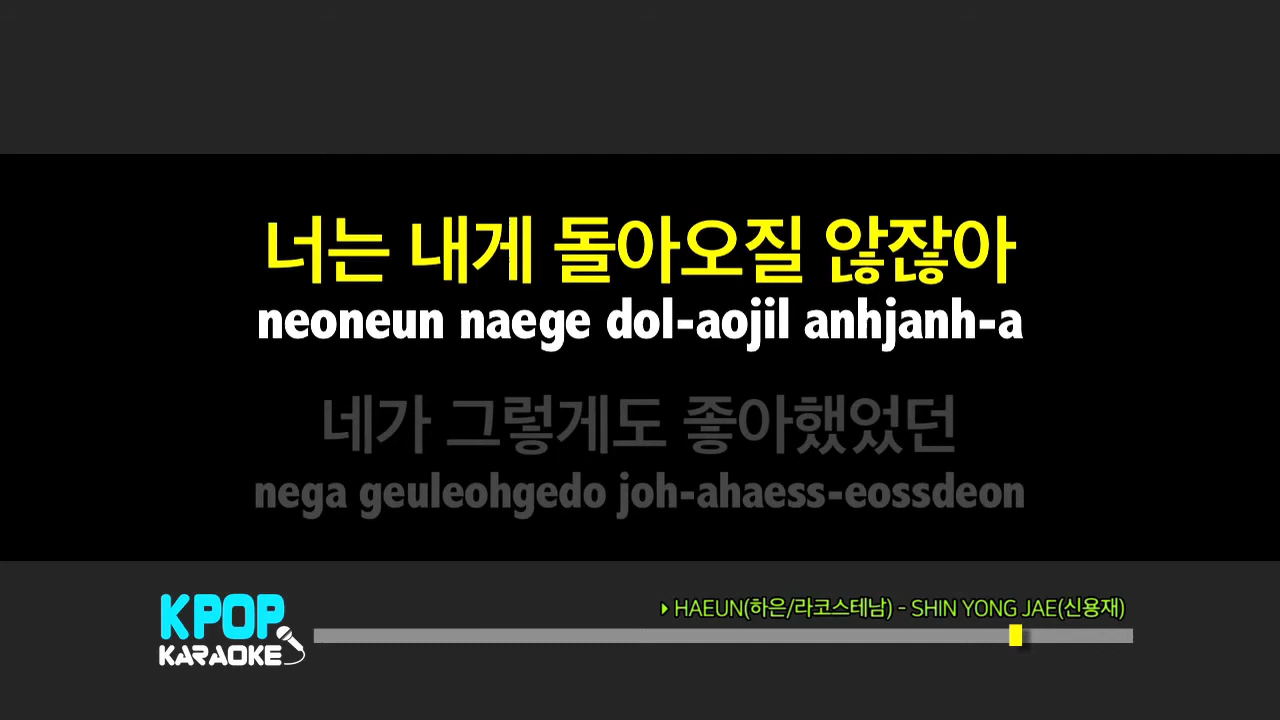 너는 내게 돌아오질 않잖아
neoneun naege dol-aojil anhjanh-a
네가 그렇게도 좋아했었던
nega geuleohgedo joh-ahaess-eossdeon
HAEUN(하은/라코스테남) - SHIN YONG JAE(신용재)
KPOP
KARAOKE